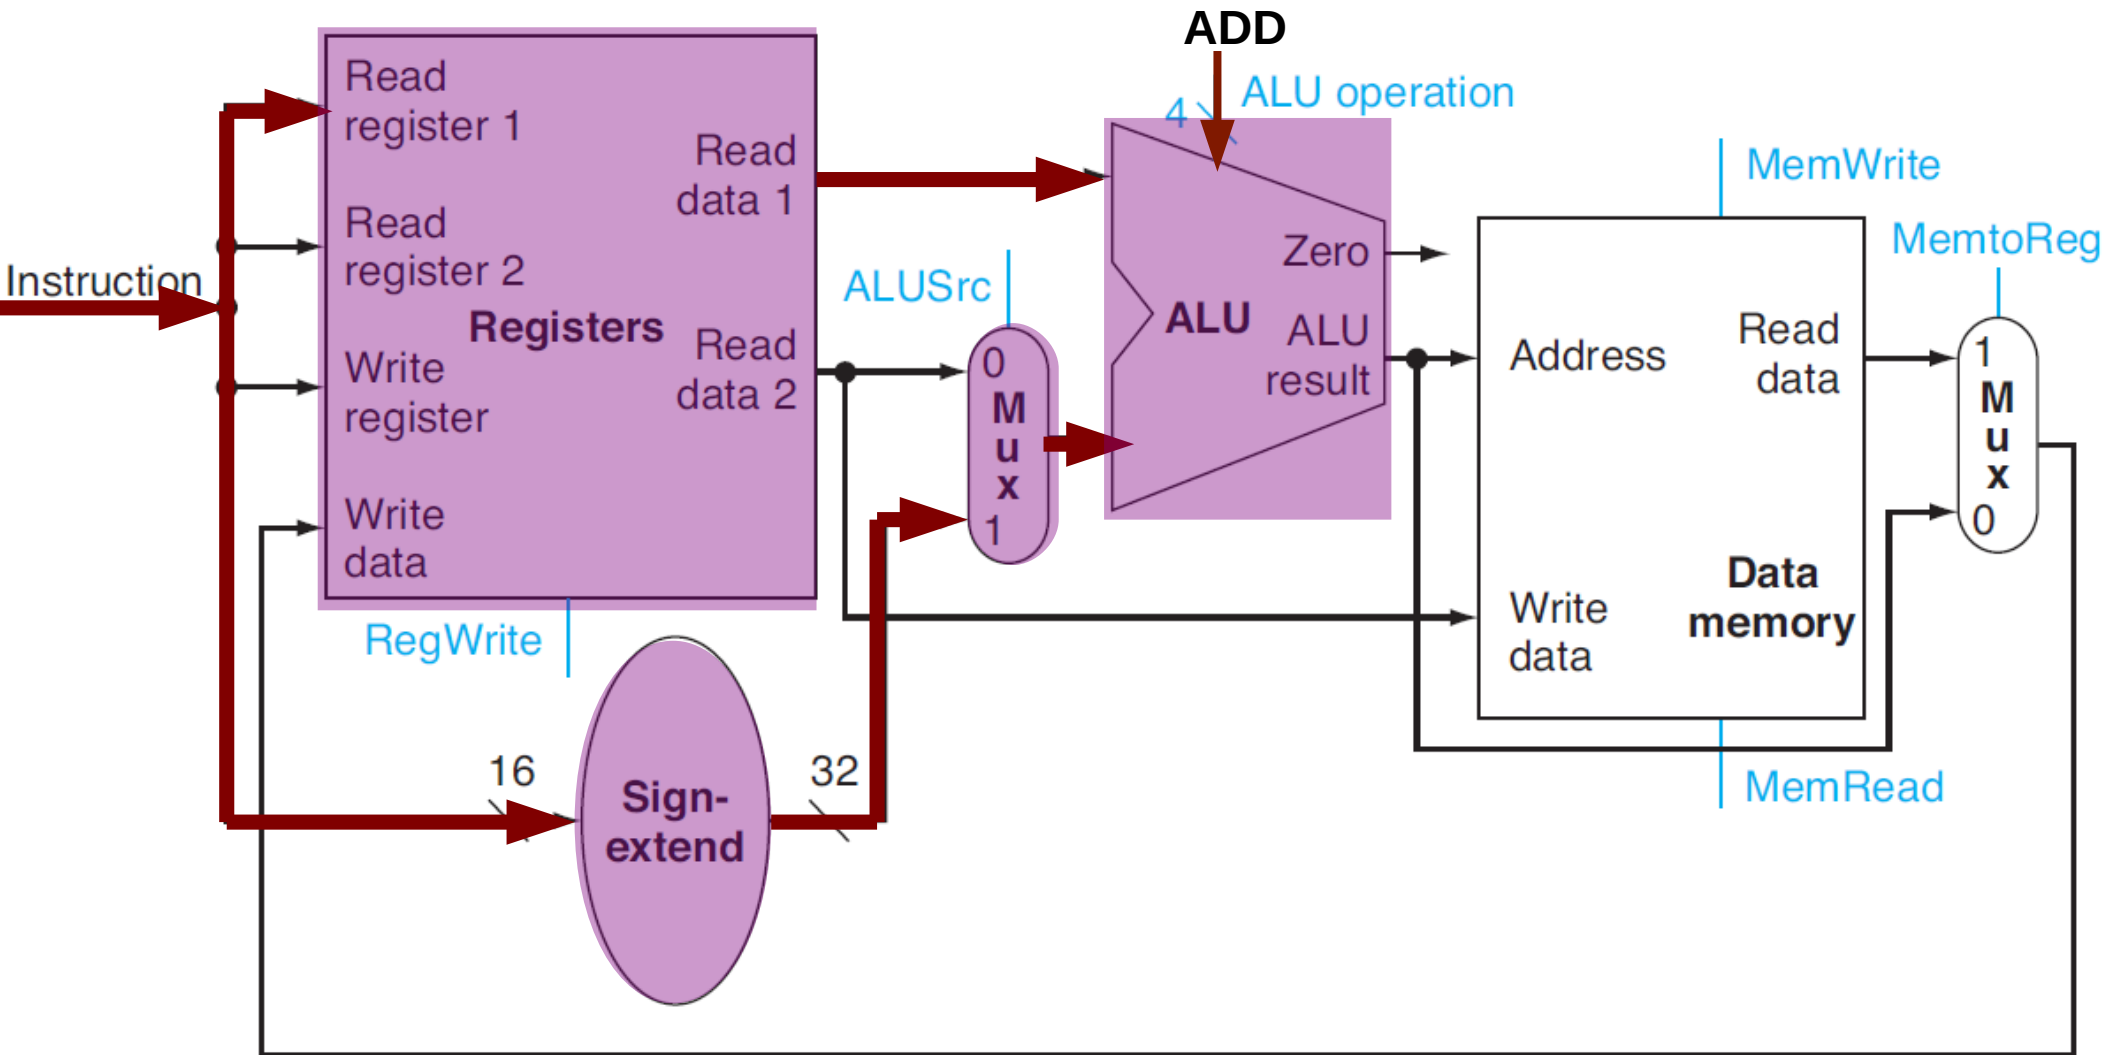 ADD
4
ALU operation
Read
register 1
Read
data 1
MemWrite
Read
register 2
MemtoReg
Zero
Instruction
ALUSrc
Registers
ALU
ALU
result
Read
data 2
Address
Read
data
0
M
u
x
1
1
M
u
x
0
Write
register
Write
data
Data
memory
Write
data
RegWrite
16
32
Sign-
extend
MemRead